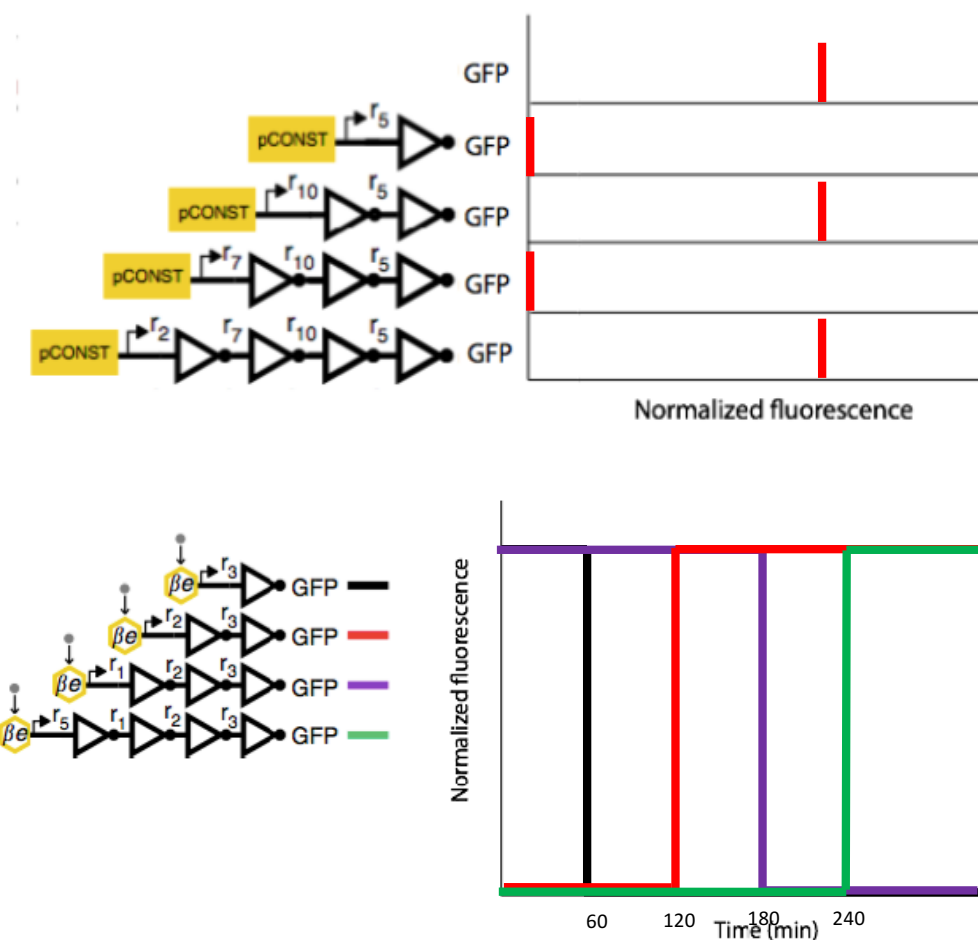 GFP
pCONST r5 GFP
pCONST r10 r5 GFP
pCONST r7 r10 r5 GFP
pCONST r2 r7 r10 r5 GFP
Normalized fluorescence
βe r3 GFP
βe r2 r3 GFP
βe r1 r2 r3 GFP
βe r5 r1 r2 r3 GFP
Normalized fluorescence
60 120 180 240
Time (min)